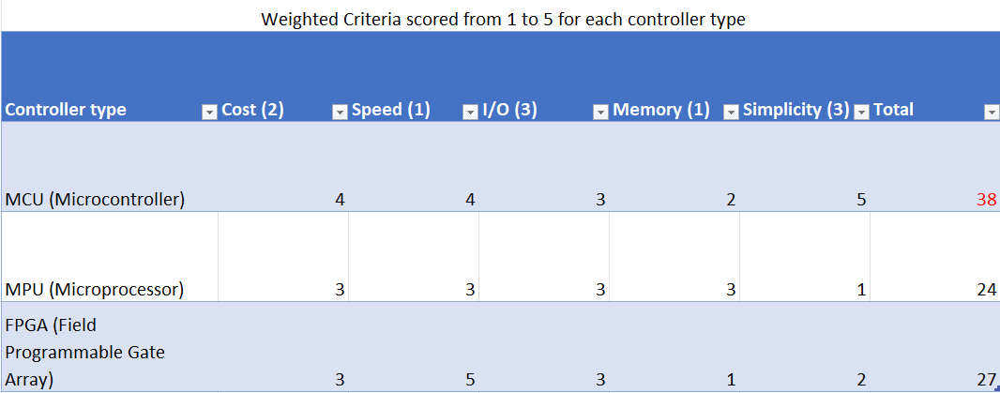 Weighted Criteria scored from 1 to 5 for each controller type
Controller type Cost (2) Speed (1) I/O (3) Memory (1) Simplicity (3) Total
MCU (Microcontroller) 4 4 3 2 5 38
MPU (Microprocessor) 3 3 3 3 1 24
FPGA (Field
Programmable Gate
Array) 3 5 3 1 2 27